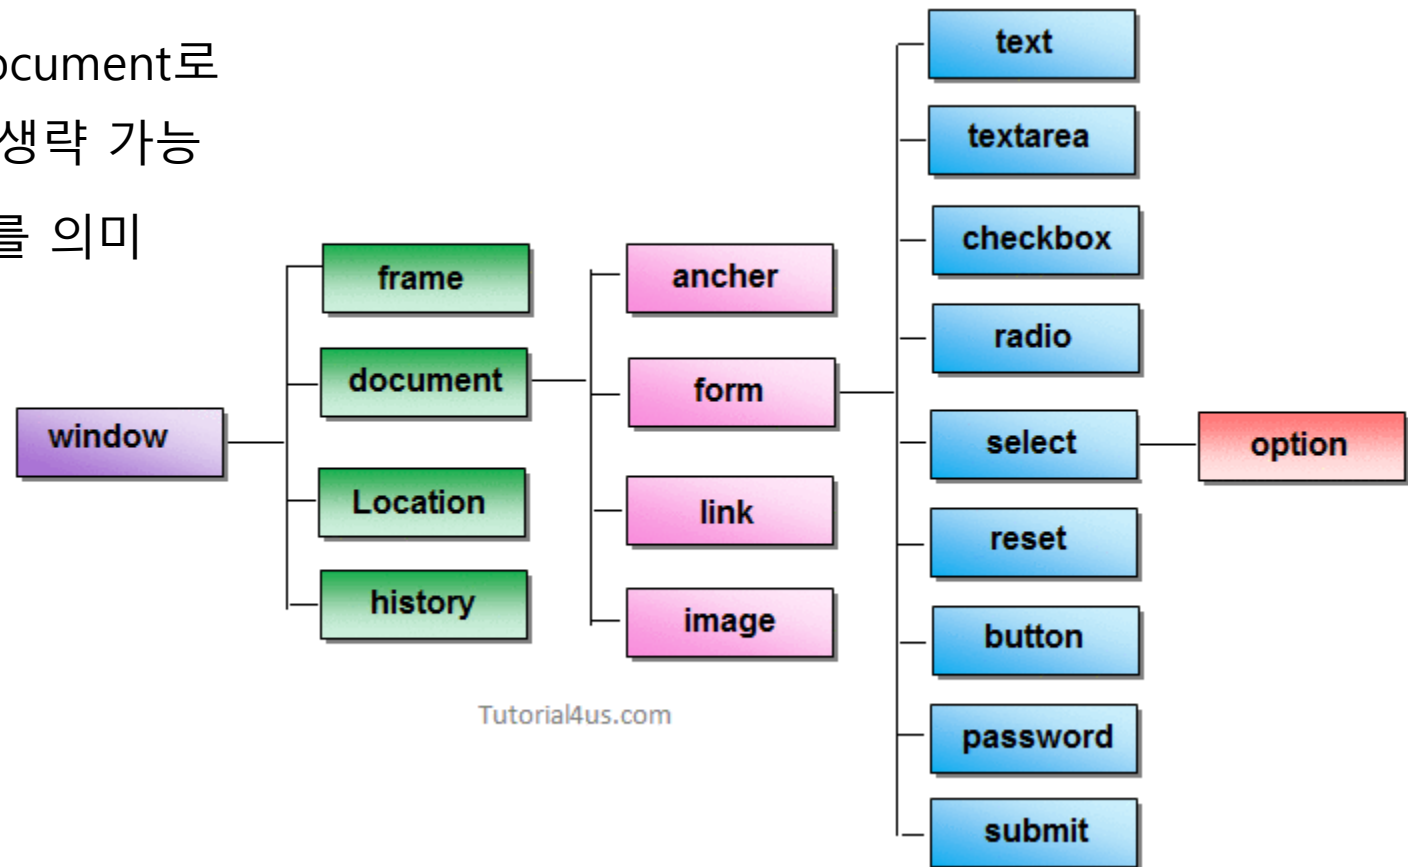 ocument로
생략 가능
를 의미
window
frame
document
Location
history
ancher
form
link
image
text
textarea
checkbox
radio
select
reset
button
password
submit
option
Tutorial4us.com